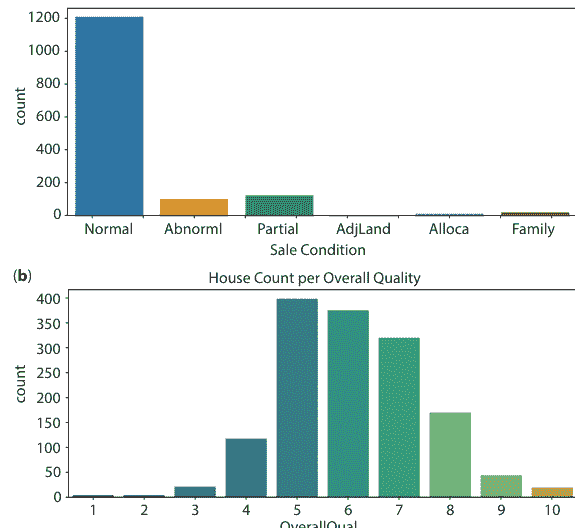 1200
1000
800
600
400
200
0
count
Normal Abnorml Partial AdjLand Alloca Family
Sale Condition
(b)
House Count per Overall Quality
400
350
300
250
200
150
100
50
0
count
1 2 3 4 5 6 7 8 9 10
OverallQual